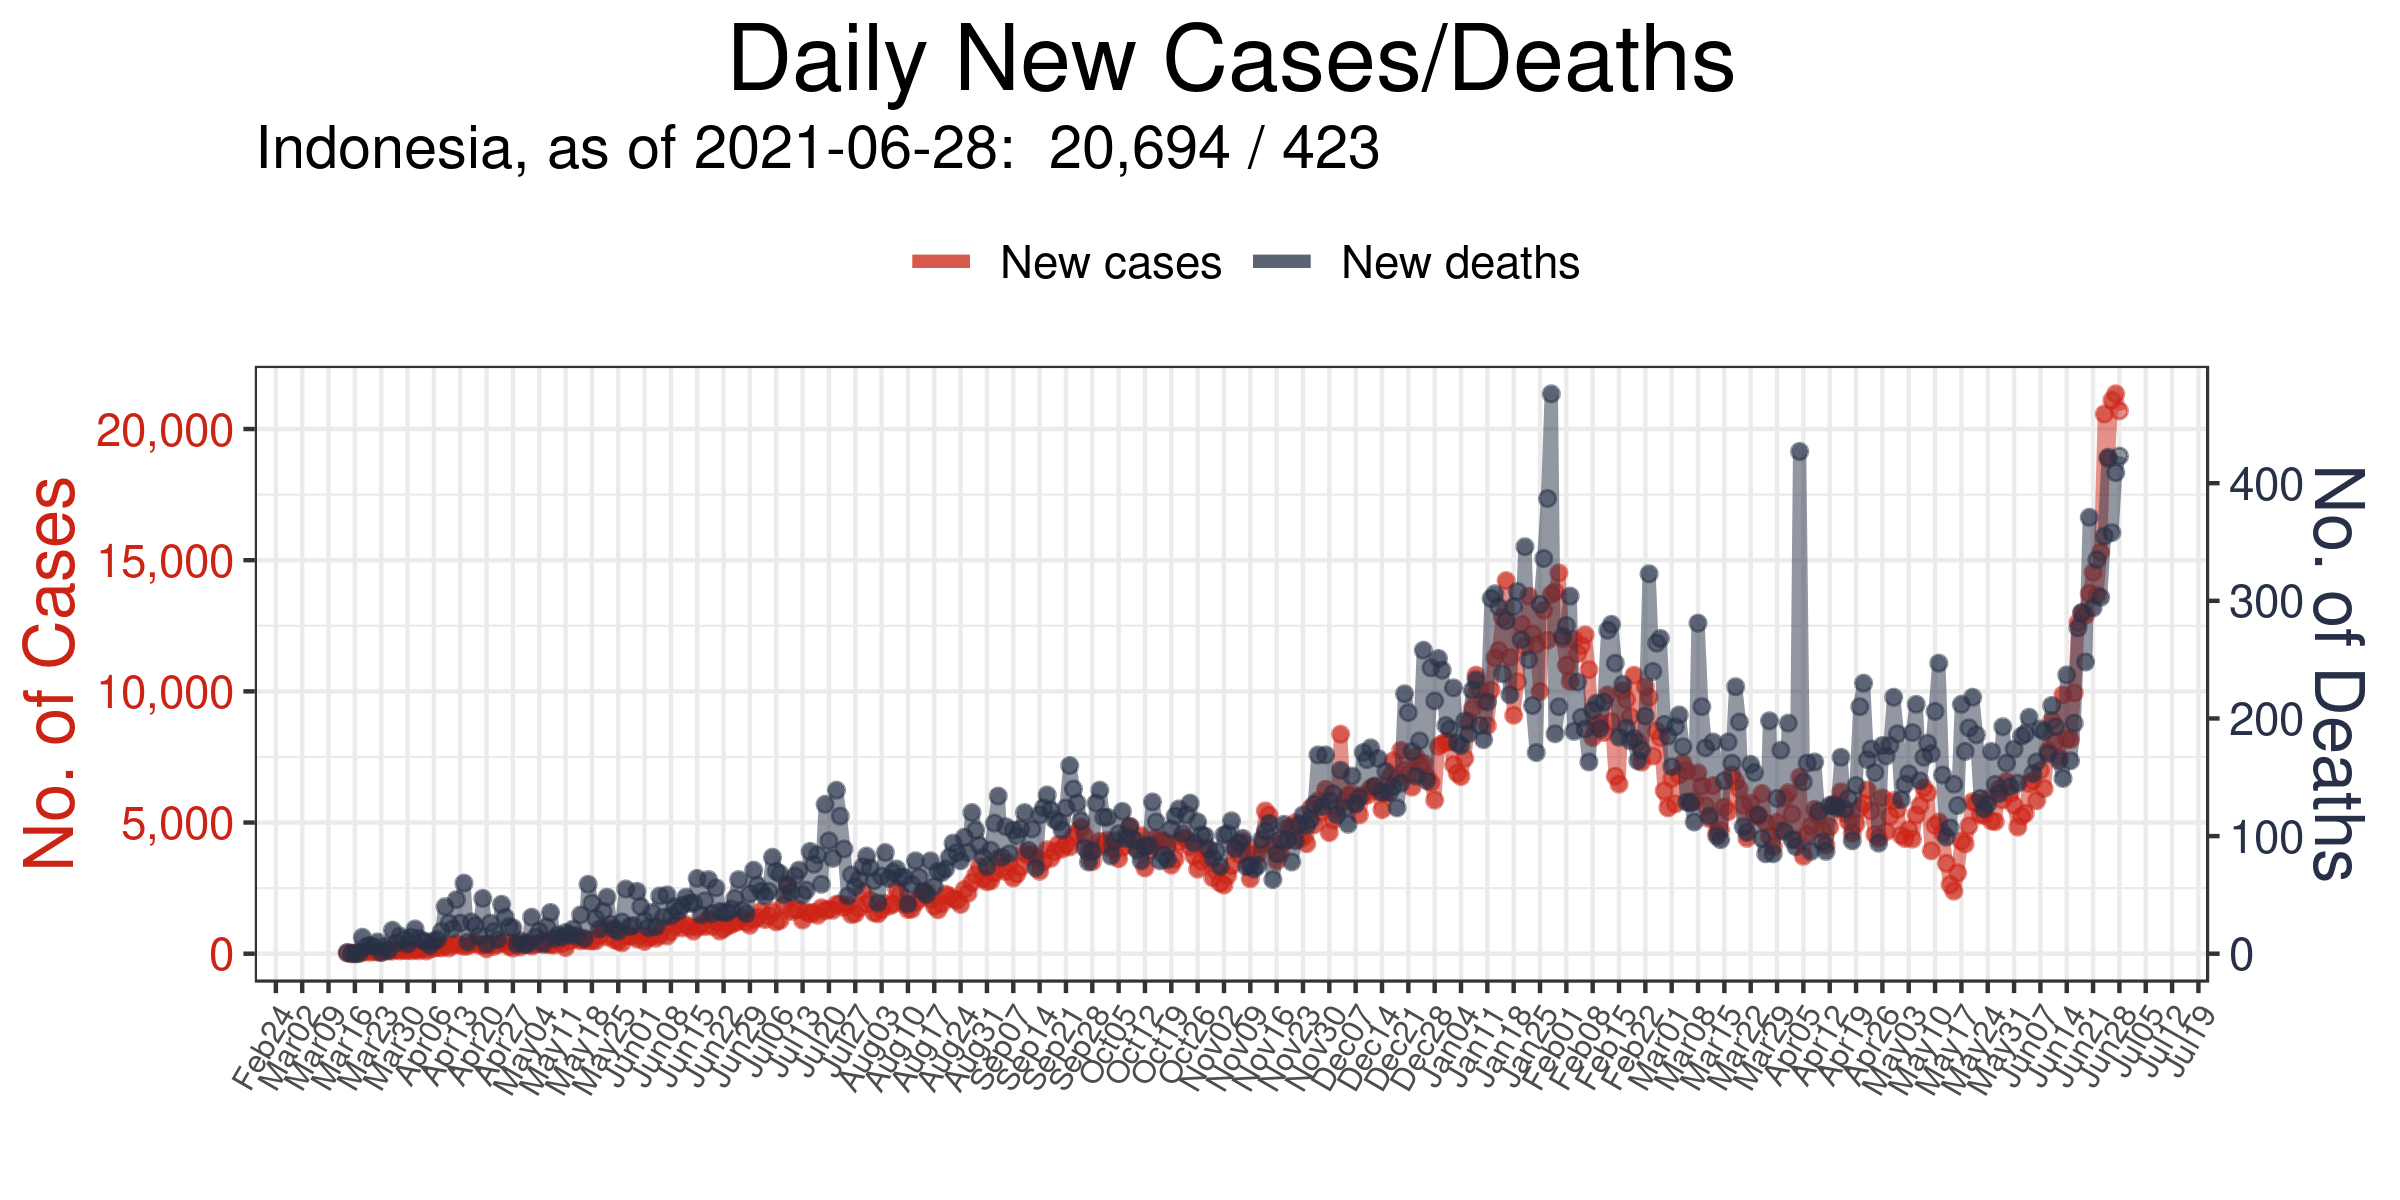 Daily New Cases/Deaths
Indonesia, as of 2021-06-28:  20,694 / 423
New cases
New deaths
No. of Cases
20,000
15,000
10,000
5,000
0
400
300
200
100
0
No. of Deaths
Feb24
Mar02
Mar09
Mar16
Mar23
Mar30
Apr06
Apr13
Apr20
Apr27
May04
May11
May18
May25
Jun01
Jun08
Jun15
Jun22
Jun29
Jul06
Jul13
Jul20
Jul27
Aug03
Aug10
Aug17
Aug24
Aug31
Sep07
Sep14
Sep21
Sep28
Oct05
Oct12
Oct19
Oct26
Nov02
Nov09
Nov16
Nov23
Nov30
Dec07
Dec14
Dec21
Dec28
Jan04
Jan11
Jan18
Jan25
Feb01
Feb08
Feb15
Feb22
Mar01
Mar08
Mar15
Mar22
Mar29
Apr05
Apr12
Apr19
Apr26
May03
May10
May17
May24
May31
Jun07
Jun14
Jun21
Jun28
Jul05
Jul12
Jul19